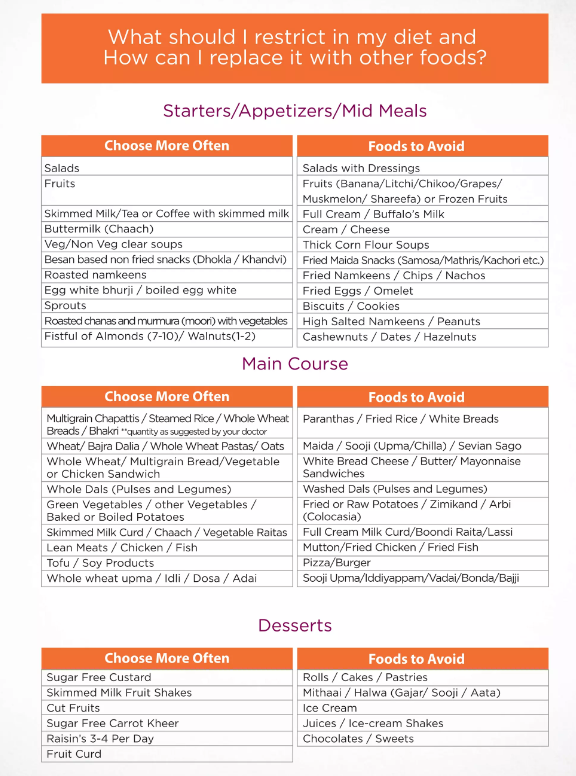 What should I restrict in my diet and
How can I replace it with other foods?
Starters/Appetizers/Mid Meals
Choose More Often
Foods to Avoid
Salads
Salads with Dressings
Fruits
Fruits (Banana/Litchi/Chikoo/Grapes/
Muskmelon/ Shareefa) or Frozen Fruits
Skimmed Milk/Tea or Coffee with skimmed milk
Full Cream / Buffalo's Milk
Buttermilk (Chaach)
Cream / Cheese
Veg/Non Veg clear soups
Thick Corn Flour Soups
Besan based non fried snacks (Dhokla / Khandvi)
Fried Maida Snacks (Samosa/Mathris/Kachori etc.)
Roasted namkeens
Fried Namkeens / Chips / Nachos
Egg white bhurji / boiled egg white
Fried Eggs / Omelet
Sprouts
Biscuits / Cookies
Roasted chanas and murmura (moori) with vegetables
High Salted Namkeens / Peanuts
Fistful of Almonds (7-10)/ Walnuts(1-2)
Cashewnuts / Dates / Hazelnuts
Main Course
Choose More Often
Foods to Avoid
Multigrain Chapattis / Steamed Rice / Whole Wheat
Breads / Bhakri **quantity as suggested by your doctor
Paranthas / Fried Rice / White Breads
Wheat/ Bajra Dalia / Whole Wheat Pastas/ Oats
Maida / Sooji (Upma/Chilla) / Sevian Sago
Whole Wheat/ Multigrain Bread/Vegetable
or Chicken Sandwich
White Bread Cheese / Butter/ Mayonnaise
Sandwiches
Whole Dals (Pulses and Legumes)
Washed Dals (Pulses and Legumes)
Green Vegetables / other Vegetables /
Baked or Boiled Potatoes
Fried or Raw Potatoes / Zimikand / Arbi
(Colocasia)
Skimmed Milk Curd / Chaach / Vegetable Raitas
Full Cream Milk Curd/Boondi Raita/Lassi
Lean Meats / Chicken / Fish
Mutton/Fried Chicken / Fried Fish
Tofu / Soy Products
Pizza/Burger
Whole wheat upma / Idli / Dosa / Adai
Sooji Upma/Iddiyappam/Vadai/Bonda/Bajji
Desserts
Choose More Often
Foods to Avoid
Sugar Free Custard
Rolls / Cakes / Pastries
Skimmed Milk Fruit Shakes
Mithaai / Halwa (Gajar/ Sooji / Aata)
Cut Fruits
Ice Cream
Sugar Free Carrot Kheer
Juices / Ice-cream Shakes
Raisin's 3-4 Per Day
Chocolates / Sweets
Fruit Curd